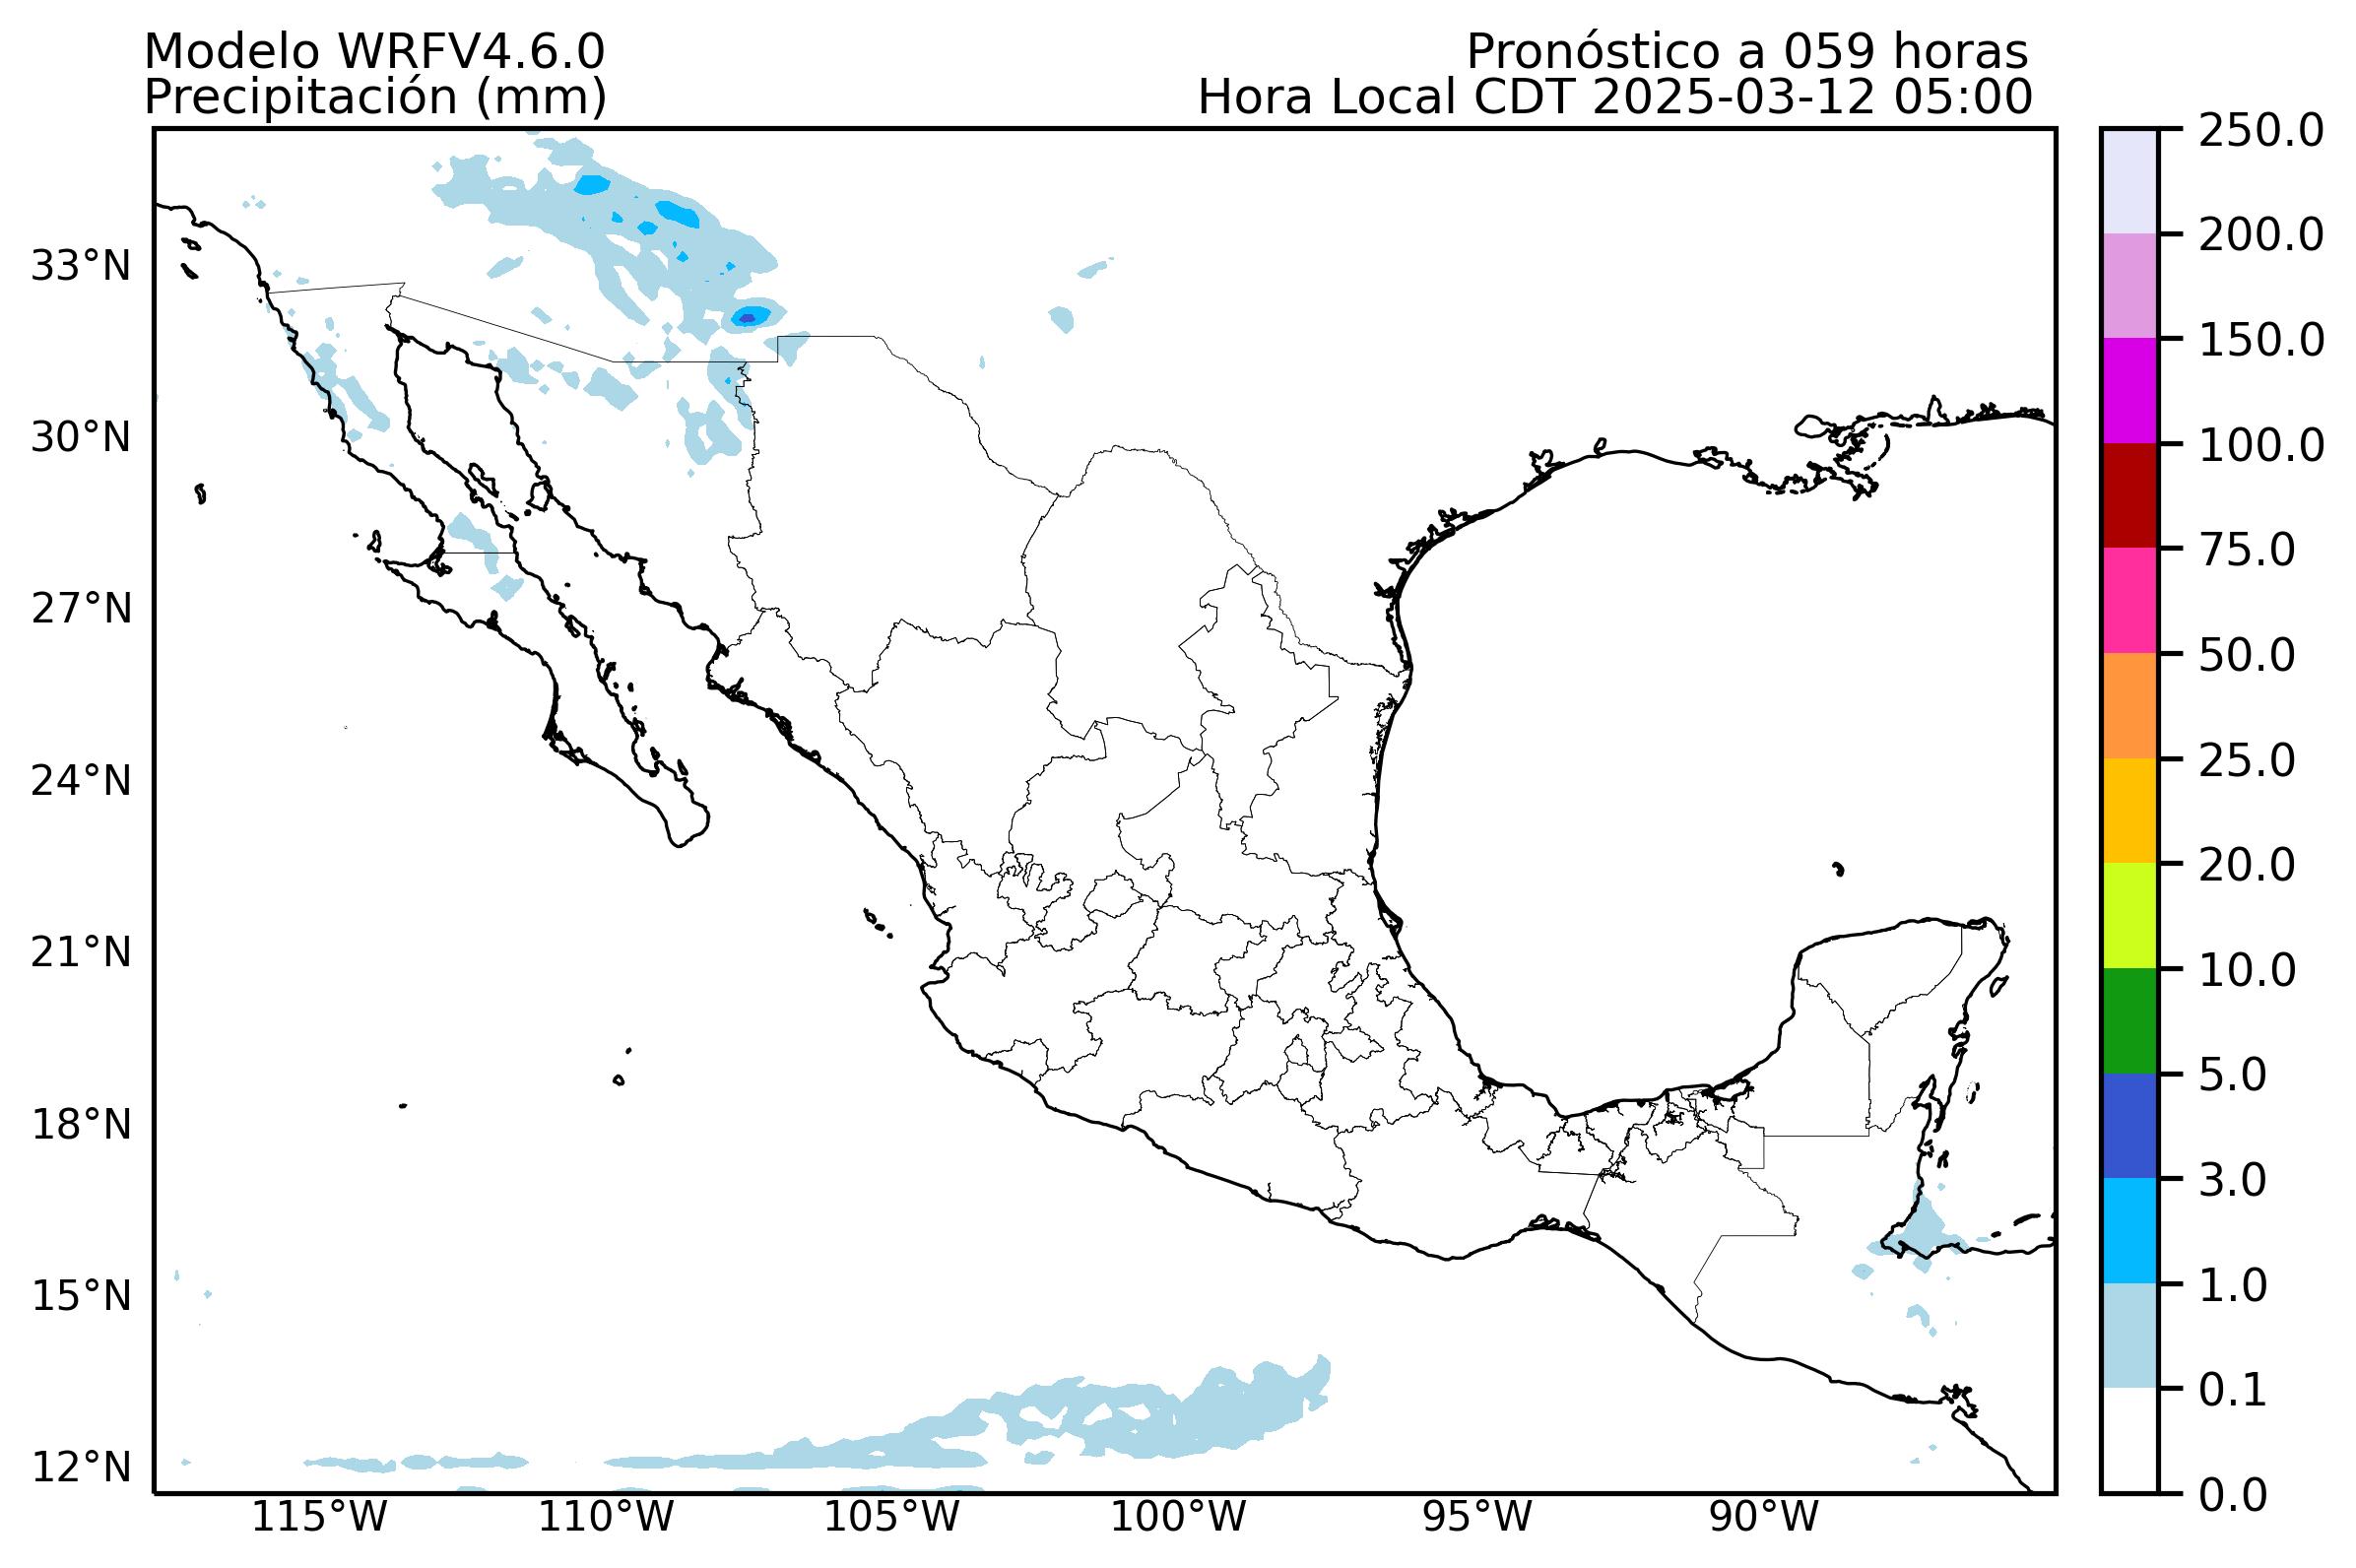 Modelo WRFV4.6.0
Pronóstico a 059 horas
Precipitación (mm)
Hora Local CDT 2025-03-12 05:00
33°N
30°N
27°N
24°N
21°N
18°N
15°N
12°N
115°W
110°W
105°W
100°W
95°W
90°W
250.0
200.0
150.0
100.0
75.0
50.0
25.0
20.0
10.0
5.0
3.0
1.0
0.1
0.0